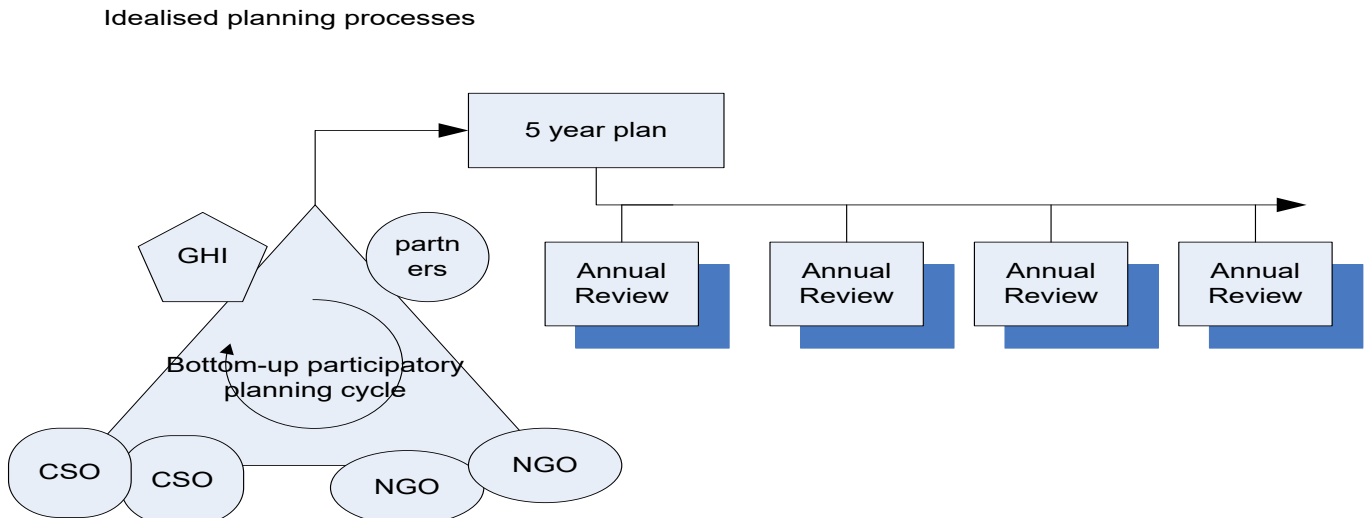 Idealised planning processes
5 year plan
GHI
partn
ers
Annual
Review
Annual
Review
Annual
Review
Annual
Review
Bottom-up participatory
planning cycle
CSO
CSO
NGO
NGO